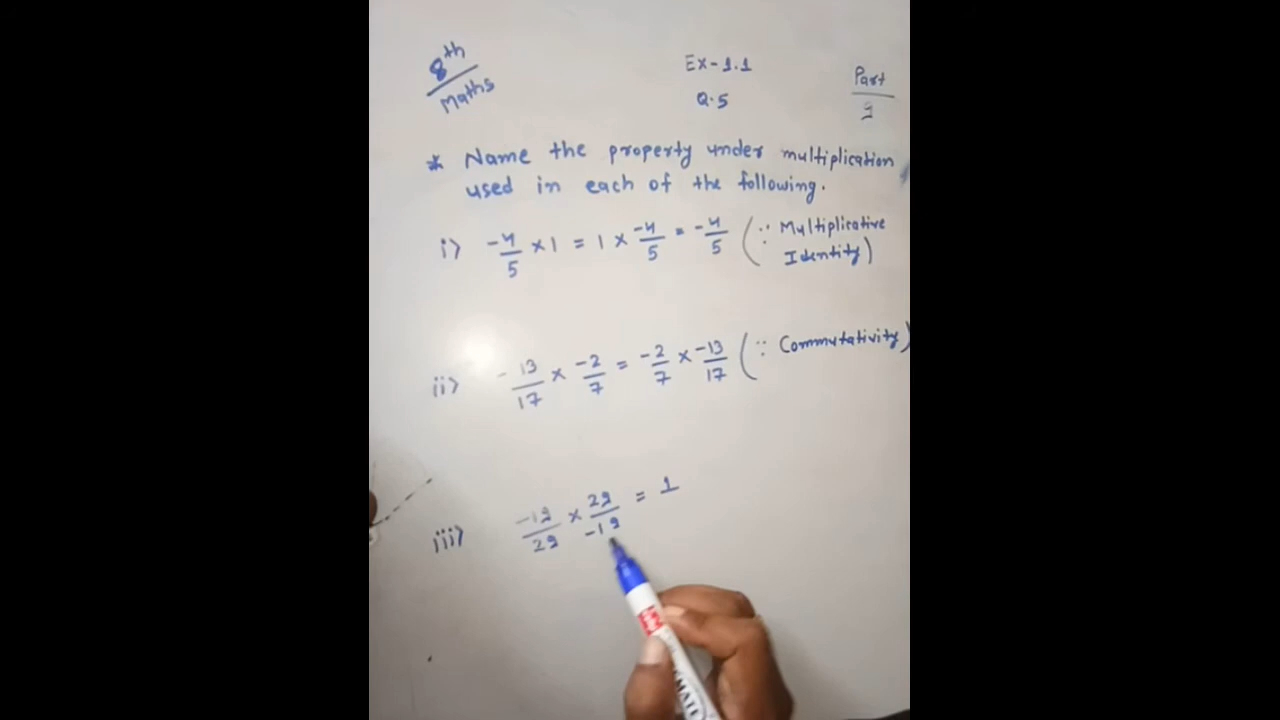 8th
Maths
Ex-1.1
Q.5
Part
9
* Name the property under multiplication
used in each of the following.
i) -4/5 × 1 = 1 × -4/5 = -4/5 (∵ Multiplicative
Identity)
ii) -13/17 × -2/7 = -2/7 × -13/17 (∵ Commutativity)
iii) -19/29 × 29/-19 = 1